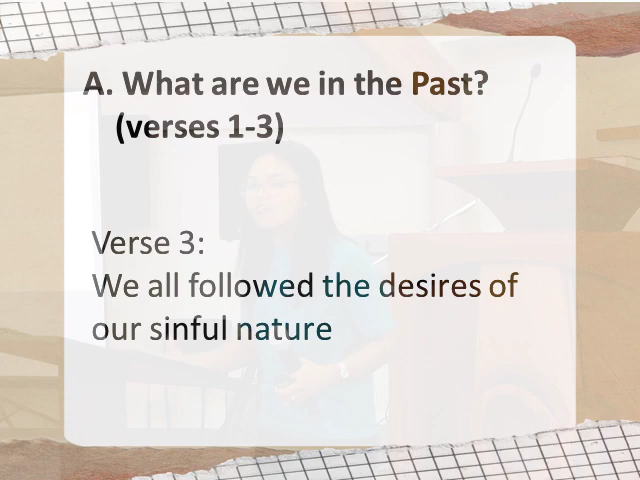 A. What are we in the Past?
(verses 1-3)
Verse 3:
We all followed the desires of
our sinful nature